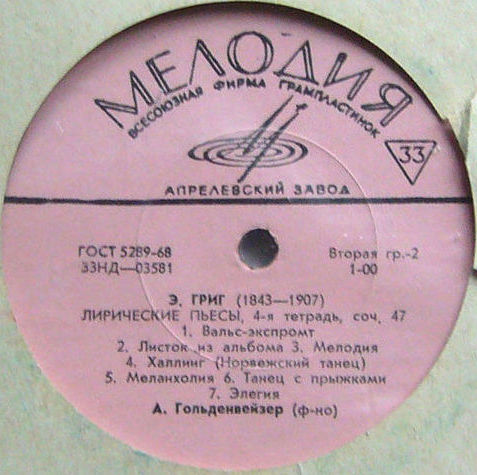 МЕЛОДИЯ
ВСЕСОЮЗНАЯ ФИРМА ГРАМПЛАСТИНОК
33
АПРЕЛЕВСКИЙ ЗАВОД
ГОСТ 5289-68 Вторая гр.-2
33НД—03581 1-00
Э. ГРИГ (1843—1907)
ЛИРИЧЕСКИЕ ПЬЕСЫ, 4-я тетрадь, соч. 47
1. Вальс-экспромт
2. Листок из альбома 3. Мелодия
4. Халлинг (Норвежский танец)
5. Меланхолия 6. Танец с прыжками
7. Элегия
А. Гольденвейзер (ф-но)